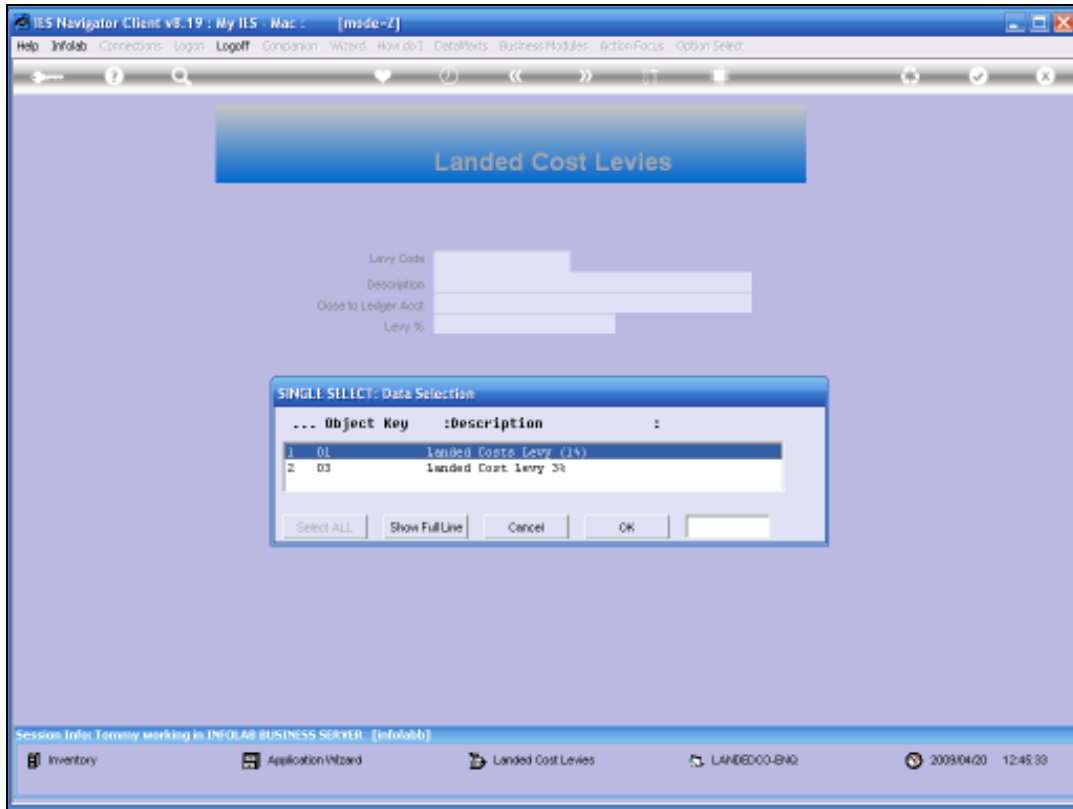 IES Navigator Client v8.19 : My IES - Mac : [mode=Z]
Help Infolab Connections Logon Logoff Companion Wizard How do I DataMarts Business Modules Action Focus Option Select
Landed Cost Levies
Levy Code
Description
Close to Ledger Acct
Levy %
SINGLE SELECT: Data Selection
... Object Key :Description :
1 01 Landed Costs Levy (1%)
2 03 Landed Cost Levy 3%
Select ALL Show Full Line Cancel OK
Session Info: Tommy working in INFOLAB BUSINESS SERVER [infolabb]
Inventory Application Wizard Landed Cost Levies LANDEDCO-ENQ 2009/04/20 12:45:33